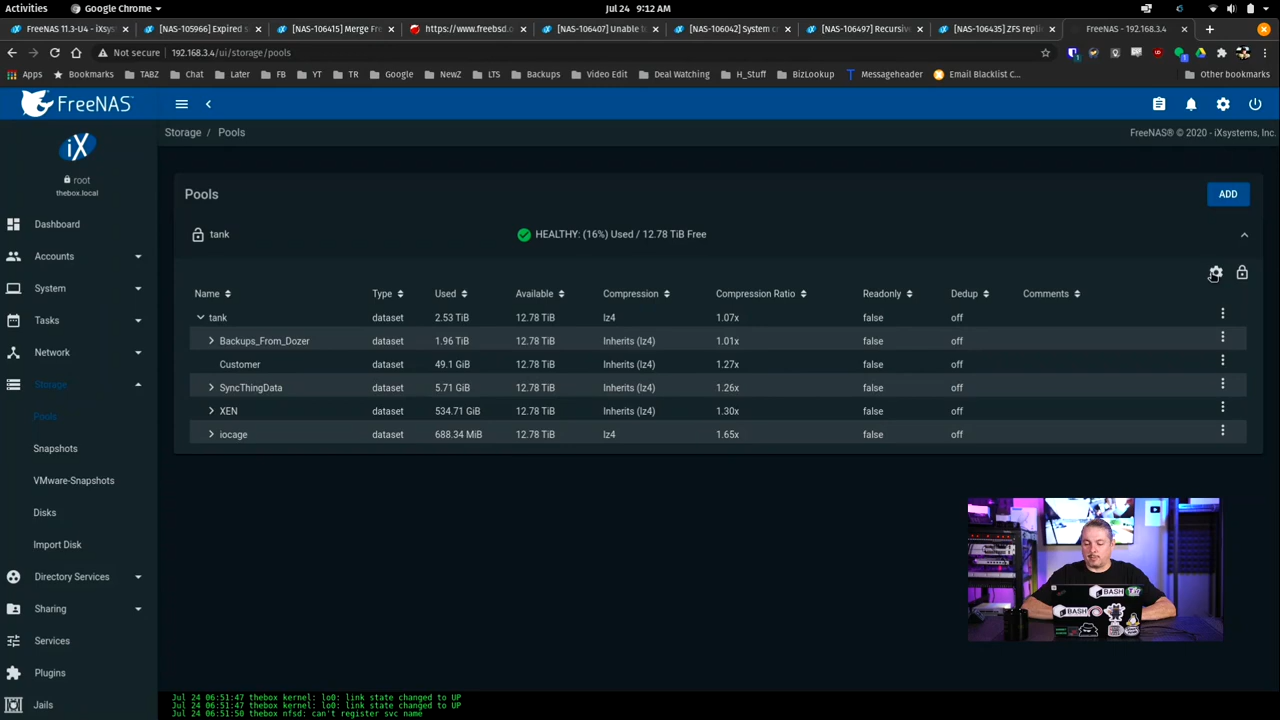 Activities
Google Chrome
Jul 24 9:12 AM
FreeNAS 11.3-U4 - iXsys
[NAS-105966] Expired s
[NAS-106415] Merge Fre
https://www.freebsd.o
[NAS-106407] Unable t
[NAS-106042] System c
[NAS-106497] Recursive
[NAS-106435] ZFS repli
FreeNAS - 192.168.3.4
Not secure
192.168.3.4/ui/storage/pools
Apps
Bookmarks
TABZ
Chat
Later
FB
YT
TR
Google
NewZ
LTS
Backups
Video Edit
Deal Watching
H_Stuff
BizLookup
Messageheader
Email Blacklist C...
Other bookmarks
FreeNAS®
Storage / Pools
FreeNAS® © 2020 - iXsystems, Inc.
iX
root
thebox.local
Dashboard
Accounts
System
Tasks
Network
Storage
Pools
Snapshots
VMware-Snapshots
Disks
Import Disk
Directory Services
Sharing
Services
Plugins
Jails
Pools
ADD
tank HEALTHY: (16%) Used / 12.78 TiB Free
Name Type Used Available Compression Compression Ratio Readonly Dedup Comments
tank dataset 2.53 TiB 12.78 TiB lz4 1.07x false off
Backups_From_Dozer dataset 1.96 TiB 12.78 TiB Inherits (lz4) 1.01x false off
Customer dataset 49.1 GiB 12.78 TiB Inherits (lz4) 1.27x false off
SyncThingData dataset 5.71 GiB 12.78 TiB Inherits (lz4) 1.26x false off
XEN dataset 534.71 GiB 12.78 TiB Inherits (lz4) 1.30x false off
iocage dataset 688.34 MiB 12.78 TiB lz4 1.65x false off
BASH
BASH
Jul 24 06:51:47 thebox kernel: lo0: link state changed to UP
Jul 24 06:51:47 thebox kernel: lo0: link state changed to UP
Jul 24 06:51:50 thebox nfsd: can't register svc name